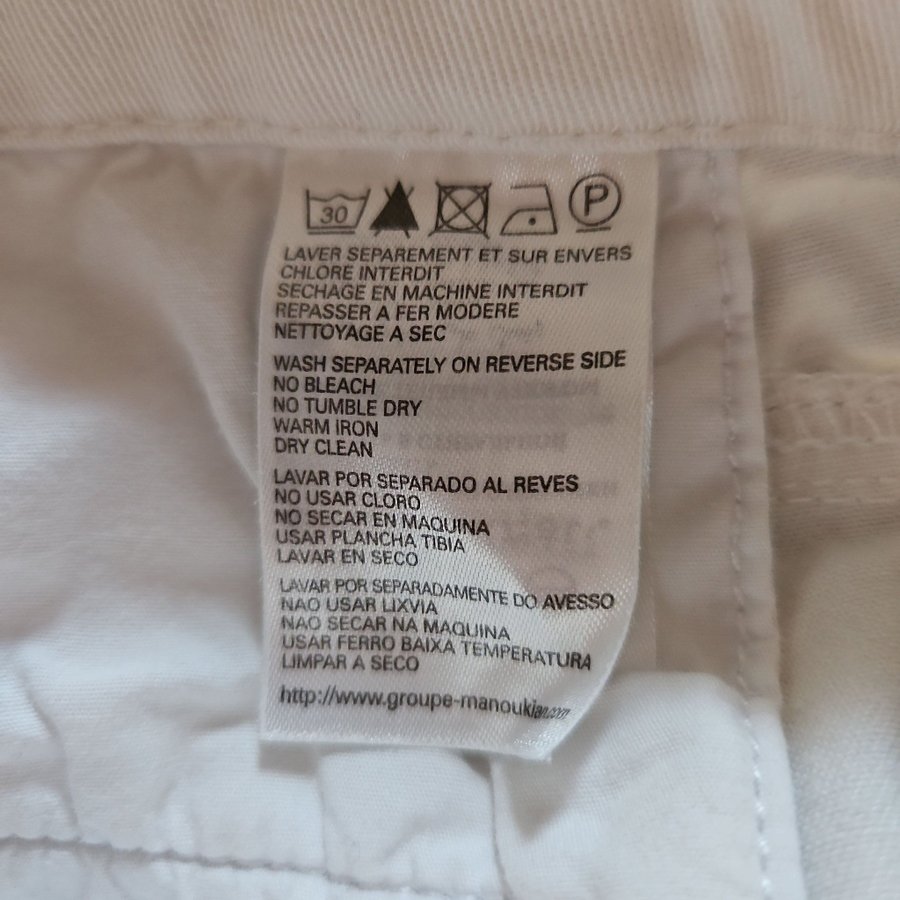 30 P
LAVER SEPAREMENT ET SUR ENVERS
CHLORE INTERDIT
SECHAGE EN MACHINE INTERDIT
REPASSER A FER MODERE
NETTOYAGE A SEC
WASH SEPARATELY ON REVERSE SIDE
NO BLEACH
NO TUMBLE DRY
WARM IRON
DRY CLEAN
LAVAR POR SEPARADO AL REVES
NO USAR CLORO
NO SECAR EN MAQUINA
USAR PLANCHA TIBIA
LAVAR EN SECO
LAVAR POR SEPARADAMENTE DO AVESSO
NAO USAR LIXVIA
NAO SECAR NA MAQUINA
USAR FERRO BAIXA TEMPERATURA
LIMPAR A SECO
http://www.groupe-manoukian.com